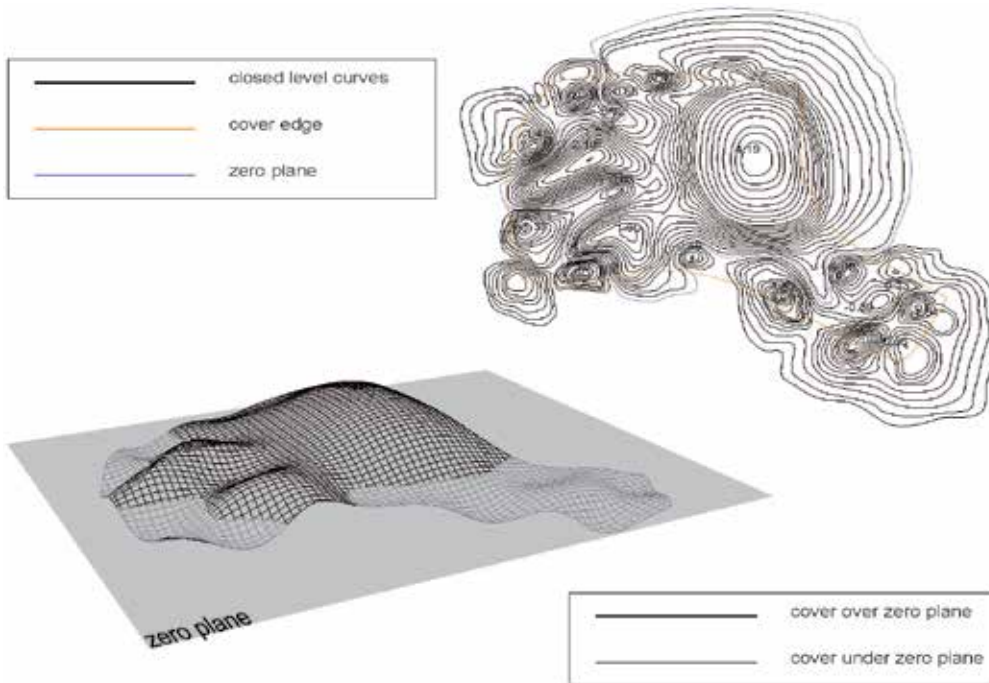 closed level curves
cover edge
zero plane
zero plane
cover over zero plane
cover under zero plane